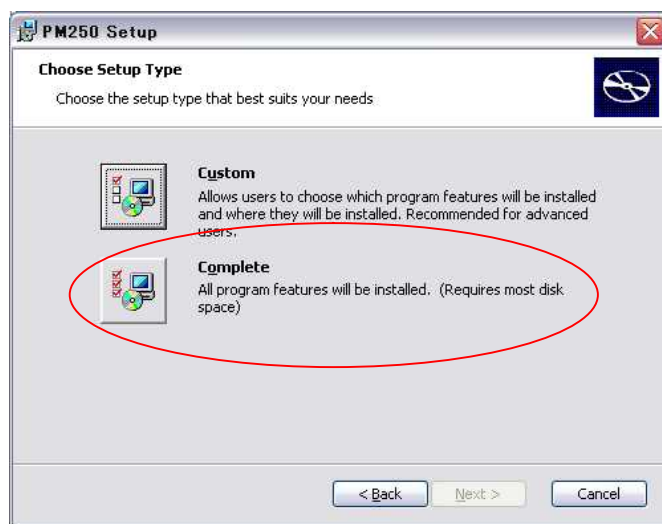 PM250 Setup
Choose Setup Type
Choose the setup type that best suits your needs
Custom
Allows users to choose which program features will be installed
and where they will be installed. Recommended for advanced
users.
Complete
All program features will be installed. (Requires most disk
space)
< Back
Next >
Cancel